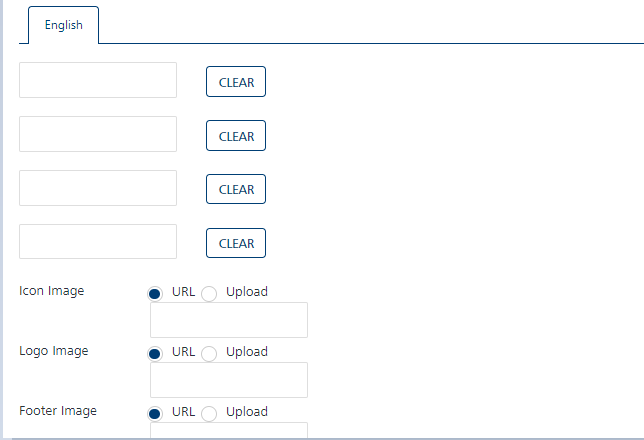 English
CLEAR
CLEAR
CLEAR
CLEAR
Icon Image URL Upload
Logo Image URL Upload
Footer Image URL Upload